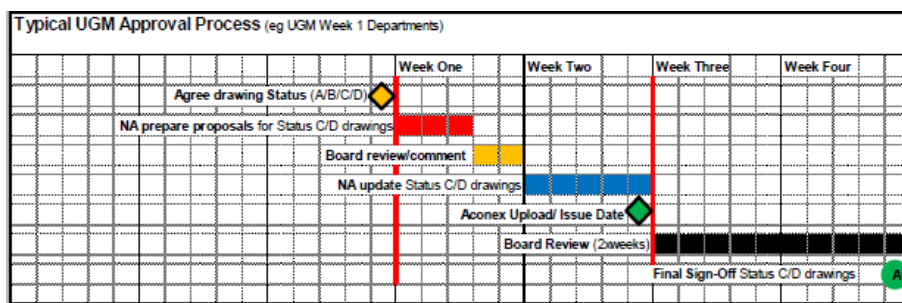 Typical UGM Approval Process (eg UGM Week 1 Departments)
Week One Week Two Week Three Week Four
Agree drawing Status (A/B/C/D)
NA prepare proposals for Status C/D drawings
Board review/comment
NA update Status C/D drawings
Aconex Upload/ Issue Date
Board Review (2xweeks)
Final Sign-Off Status C/D drawings A